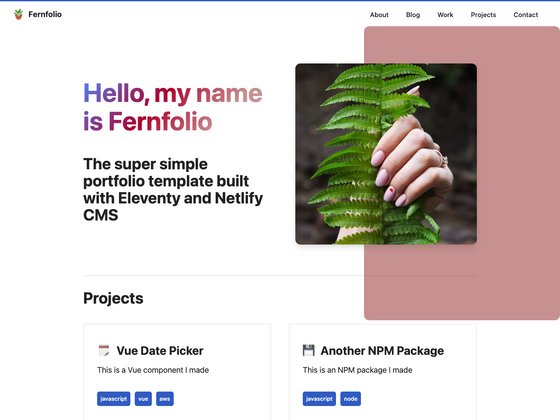 Fernfolio
About Blog Work Projects Contact
Hello, my name
is Fernfolio
The super simple
portfolio template built
with Eleventy and Netlify
CMS
Projects
Vue Date Picker
This is a Vue component I made
javascript vue aws
Another NPM Package
This is an NPM package I made
javascript node